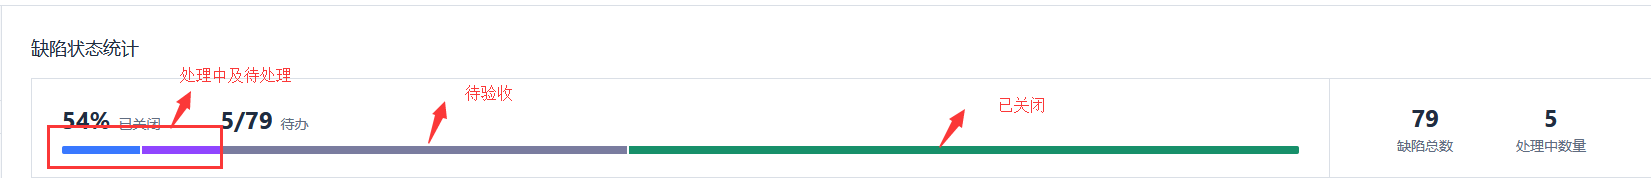 缺陷状态统计
处理中及待处理
待验收
已关闭
54% 已关闭
5/79 待办
79
缺陷总数
5
处理中数量